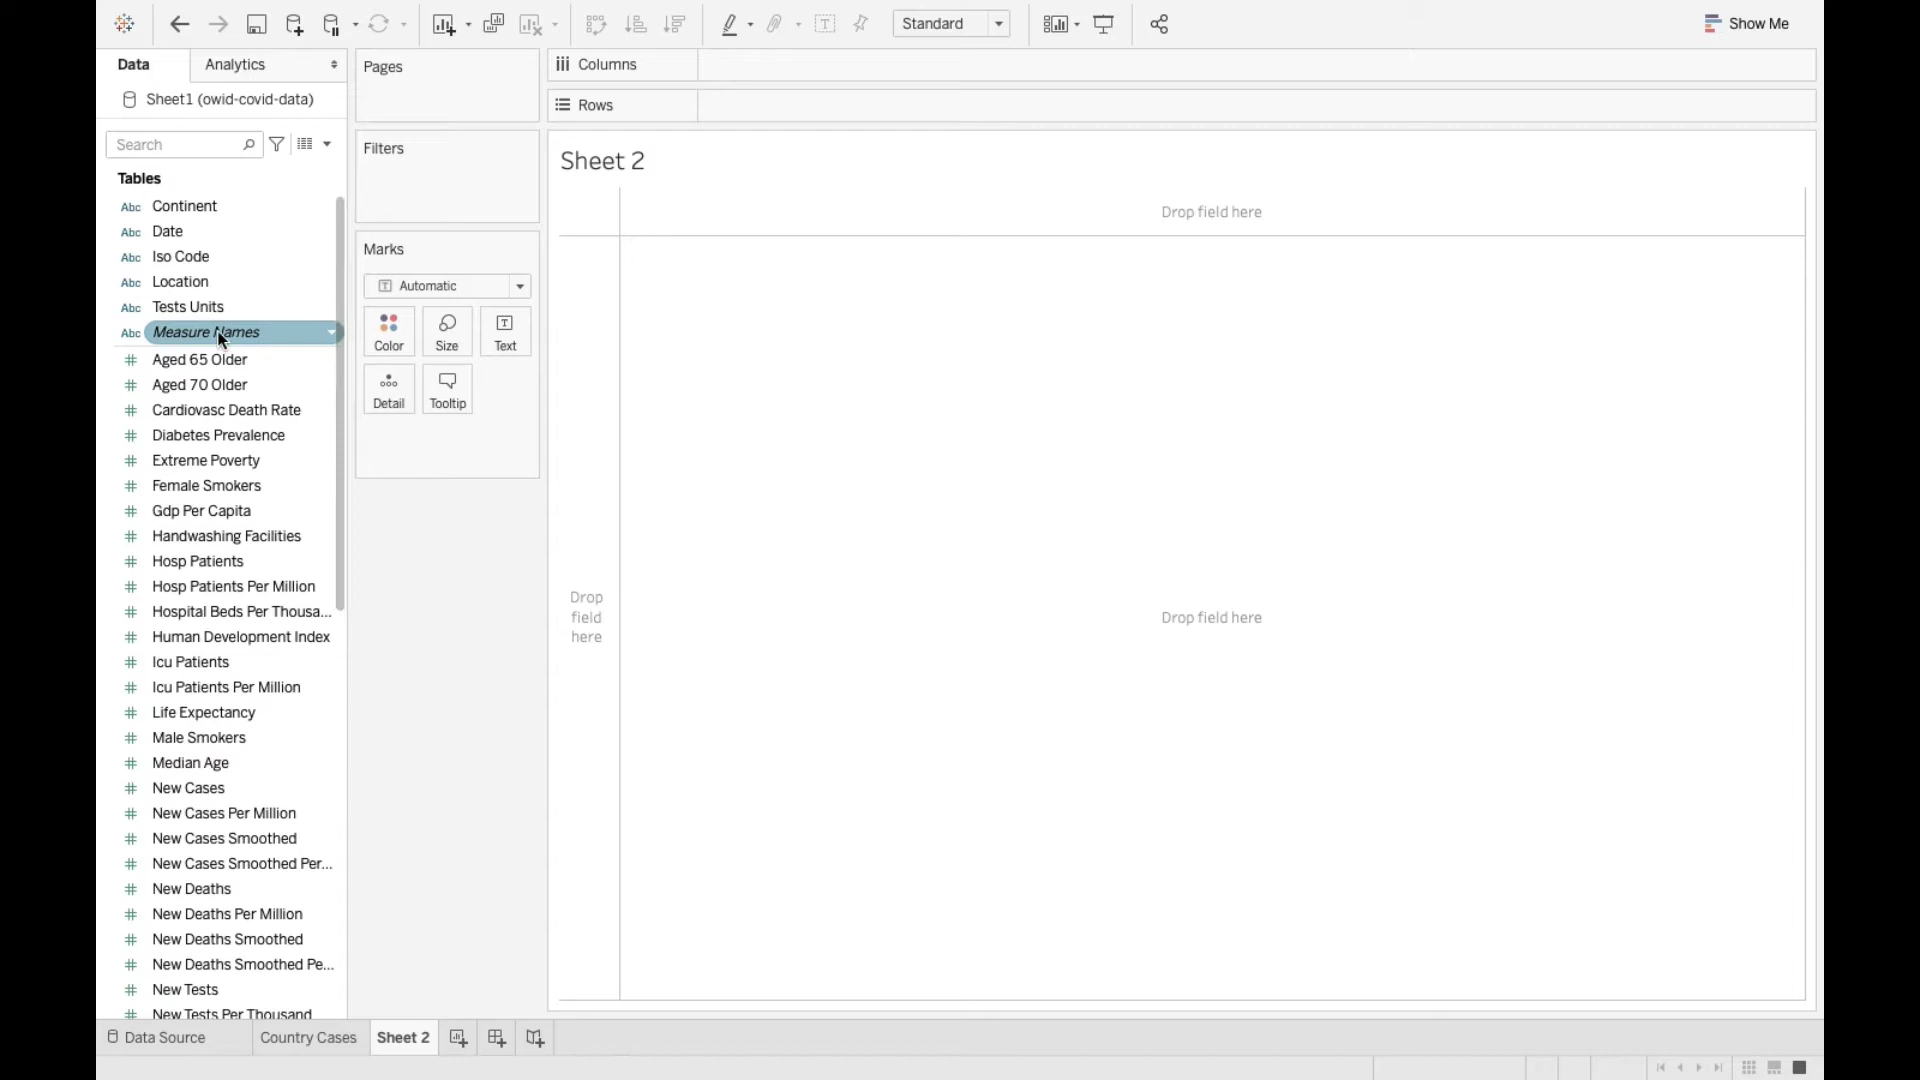 Standard
Show Me
Data
Analytics
Sheet1 (owid-covid-data)
Search
Tables
Abc Continent
Abc Date
Abc Iso Code
Abc Location
Abc Tests Units
Abc Measure Names
# Aged 65 Older
# Aged 70 Older
# Cardiovasc Death Rate
# Diabetes Prevalence
# Extreme Poverty
# Female Smokers
# Gdp Per Capita
# Handwashing Facilities
# Hosp Patients
# Hosp Patients Per Million
# Hospital Beds Per Thousa...
# Human Development Index
# Icu Patients
# Icu Patients Per Million
# Life Expectancy
# Male Smokers
# Median Age
# New Cases
# New Cases Per Million
# New Cases Smoothed
# New Cases Smoothed Per...
# New Deaths
# New Deaths Per Million
# New Deaths Smoothed
# New Deaths Smoothed Pe...
# New Tests
# New Tests Per Thousand
Pages
Filters
Marks
T Automatic
Color
Size
T Text
Detail
Tooltip
Columns
Rows
Sheet 2
Drop field here
Drop
field
here
Drop field here
Data Source
Country Cases
Sheet 2